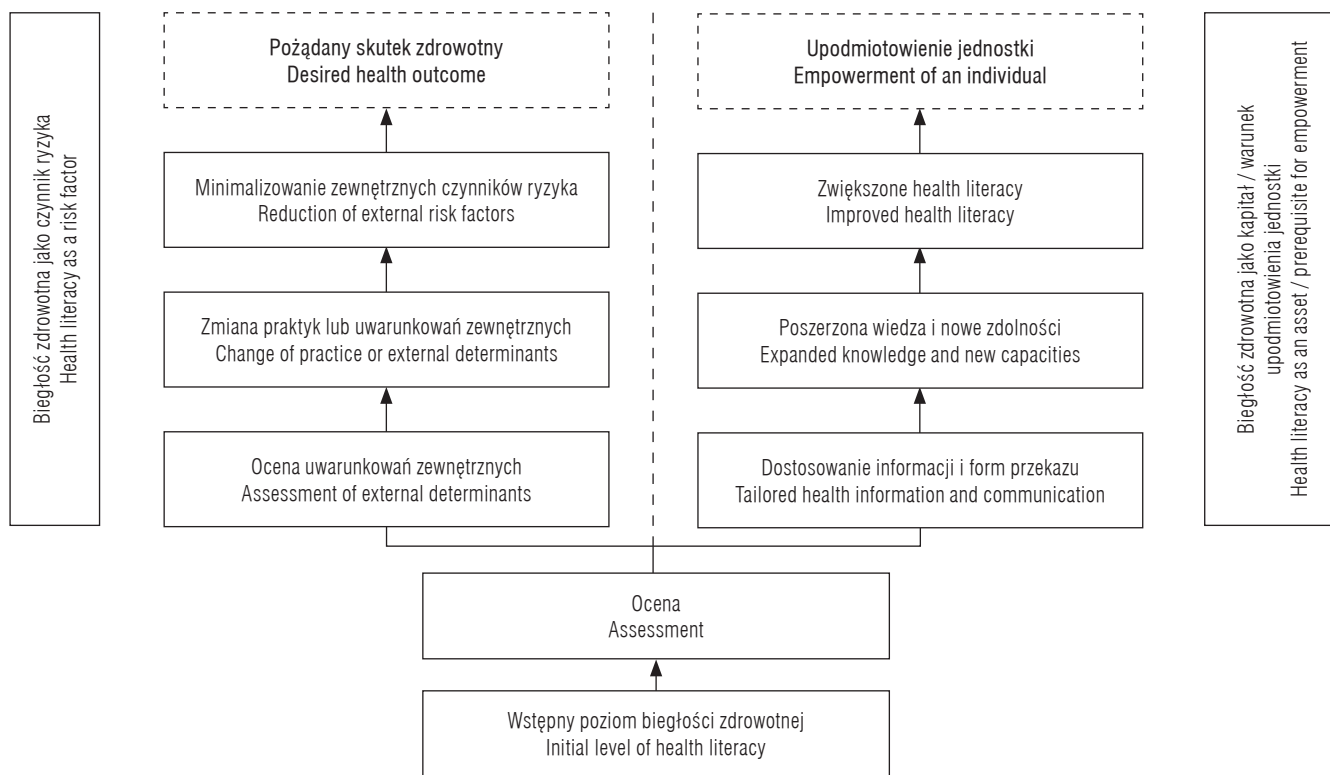 Biegłość zdrowotna jako czynnik ryzyka
Health literacy as a risk factor
Pożądany skutek zdrowotny
Desired health outcome
Minimalizowanie zewnętrznych czynników ryzyka
Reduction of external risk factors
Zmiana praktyk lub uwarunkowań zewnętrznych
Change of practice or external determinants
Ocena uwarunkowań zewnętrznych
Assessment of external determinants
Upodmiotowienie jednostki
Empowerment of an individual
Zwiększone health literacy
Improved health literacy
Poszerzona wiedza i nowe zdolności
Expanded knowledge and new capacities
Dostosowanie informacji i form przekazu
Tailored health information and communication
Biegłość zdrowotna jako kapitał / warunek
upodmiotowienia jednostki
Health literacy as an asset / prerequisite for empowerment
Ocena
Assessment
Wstępny poziom biegłości zdrowotnej
Initial level of health literacy